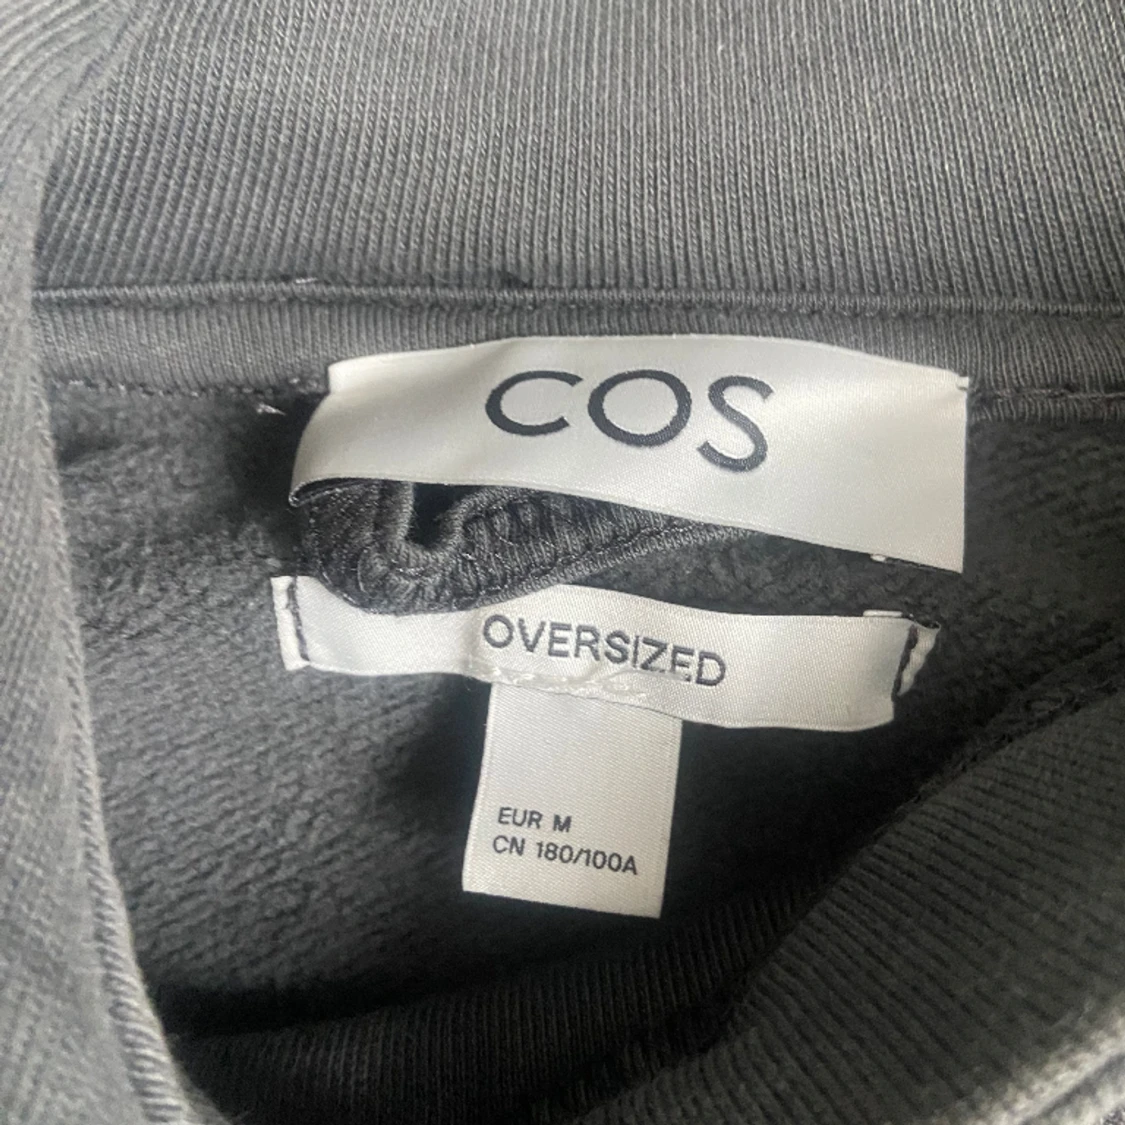 COS
OVERSIZED
EUR M
CN 180/100A